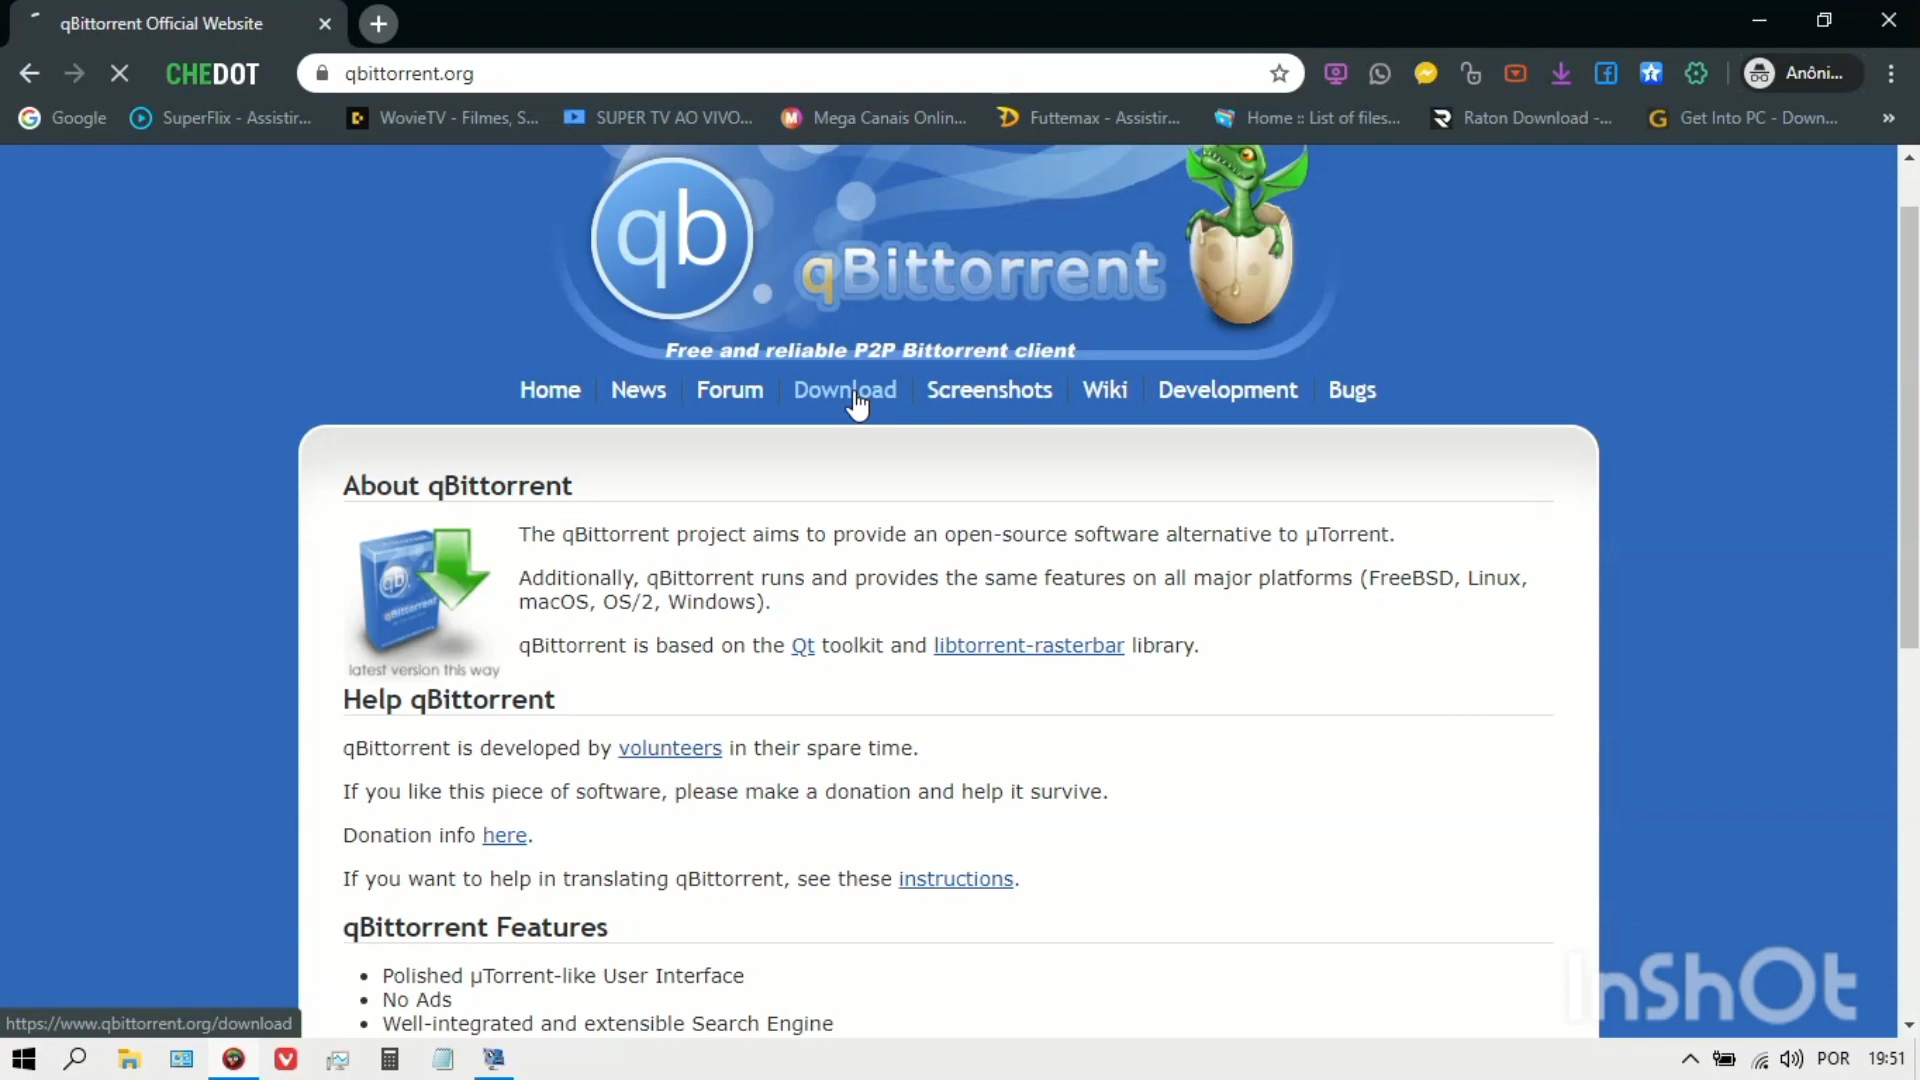 qBittorrent Official Website
CHEDOT
qbittorrent.org
Anôni...
Google
SuperFlix - Assistir...
WovieTV - Filmes, S...
SUPER TV AO VIVO...
Mega Canais Onlin...
Futtemax - Assistir...
Home :: List of files...
Raton Download -...
Get Into PC - Down...
»
qb
qBittorrent
Free and reliable P2P Bittorrent client
Home
News
Forum
Download
Screenshots
Wiki
Development
Bugs
About qBittorrent
The qBittorrent project aims to provide an open-source software alternative to µTorrent.
Additionally, qBittorrent runs and provides the same features on all major platforms (FreeBSD, Linux,
macOS, OS/2, Windows).
qBittorrent is based on the Qt toolkit and libtorrent-rasterbar library.
qb
qBittorrent
latest version this way
Help qBittorrent
qBittorrent is developed by volunteers in their spare time.
If you like this piece of software, please make a donation and help it survive.
Donation info here.
If you want to help in translating qBittorrent, see these instructions.
qBittorrent Features
• Polished µTorrent-like User Interface
• No Ads
• Well-integrated and extensible Search Engine
https://www.qbittorrent.org/download
InShOt
POR
19:51